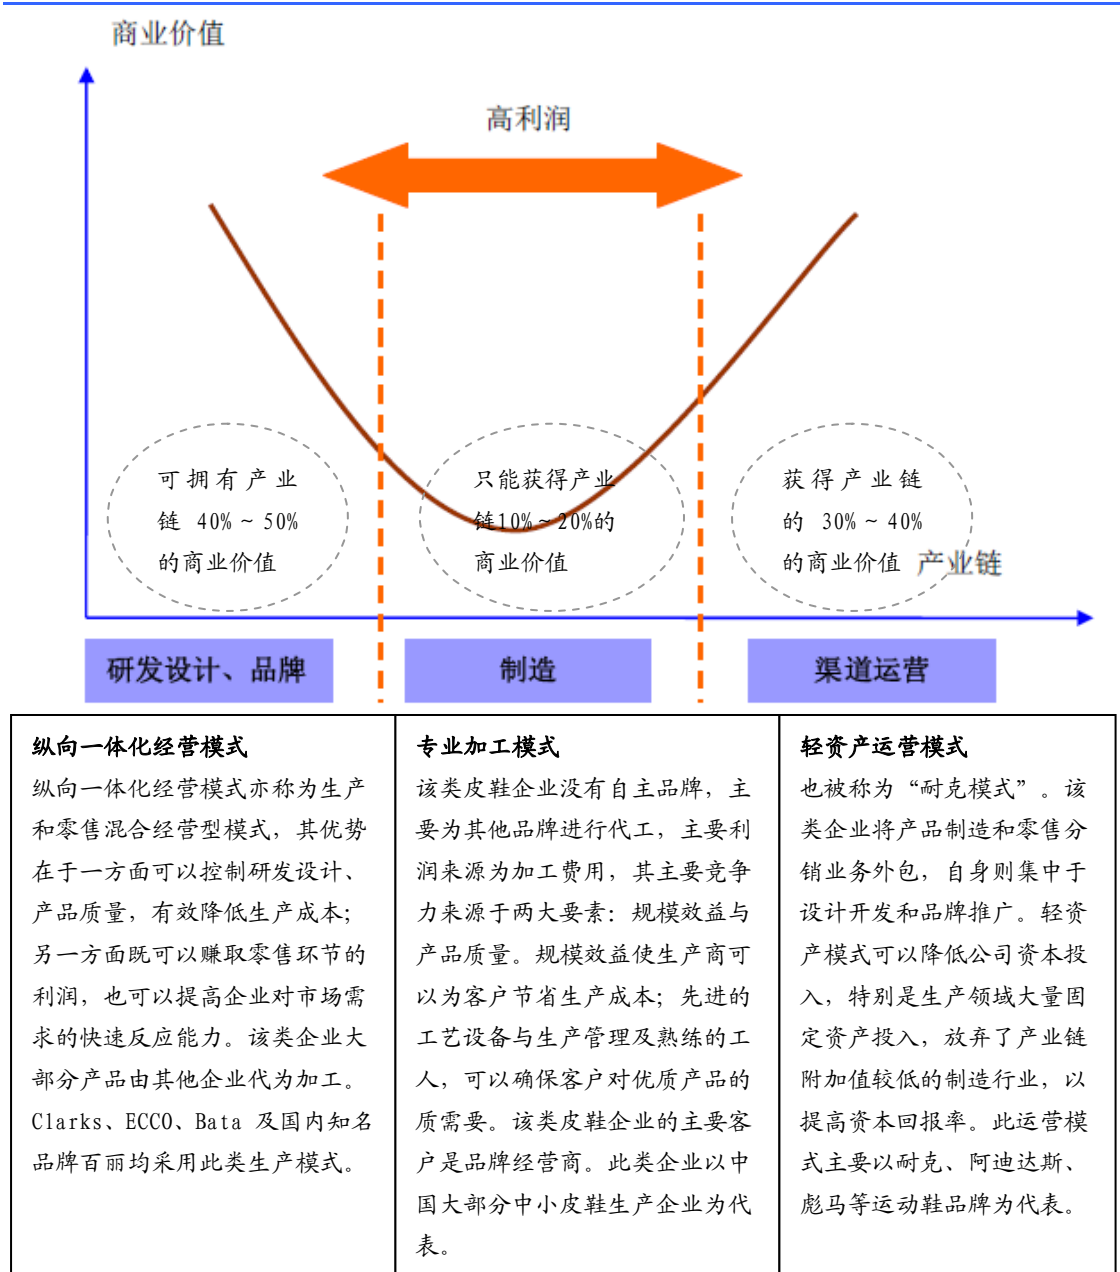 商业价值
高利润
可拥有产业
链 40%～50%
的商业价值
只能获得产业
链10%～20%的
商业价值
获得产业链
的 30%～40%
的商业价值
产业链
研发设计、品牌
制造
渠道运营
纵向一体化经营模式
纵向一体化经营模式亦称为生产
和零售混合经营型模式，其优势
在于一方面可以控制研发设计、
产品质量，有效降低生产成本；
另一方面既可以赚取零售环节的
利润，也可以提高企业对市场需
求的快速反应能力。该类企业大
部分产品由其他企业代为加工。
Clarks、ECCO、Bata 及国内知名
品牌百丽均采用此类生产模式。
专业加工模式
该类皮鞋企业没有自主品牌，主
要为其他品牌进行代工，主要利
润来源为加工费用，其主要竞争
力来源于两大要素：规模效益与
产品质量。规模效益使生产商可
以为客户节省生产成本；先进的
工艺设备与生产管理及熟练的工
人，可以确保客户对优质产品的
质需要。该类皮鞋企业的主要客
户是品牌经营商。此类企业以中
国大部分中小皮鞋生产企业为代
表。
轻资产运营模式
也被称为“耐克模式”。该
类企业将产品制造和零售分
销业务外包，自身则集中于
设计开发和品牌推广。轻资
产模式可以降低公司资本投
入，特别是生产领域大量固
定资产投入，放弃了产业链
附加值较低的制造行业，以
提高资本回报率。此运营模
式主要以耐克、阿迪达斯、
彪马等运动鞋品牌为代表。